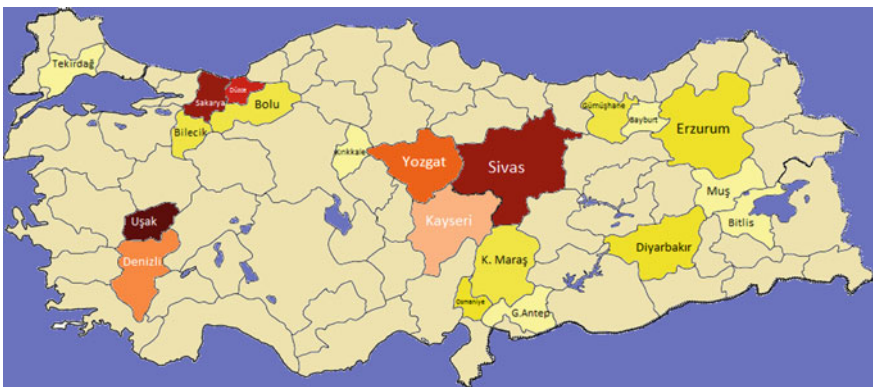 Tekirdağ
Sakarya
Düzce
Bolu
Bilecik
Kırıkkale
Yozgat
Sivas
Gümüşhane
Bayburt
Erzurum
Muş
Bitlis
Uşak
Kayseri
Denizli
K. Maraş
Diyarbakır
Osmaniye
G.Antep